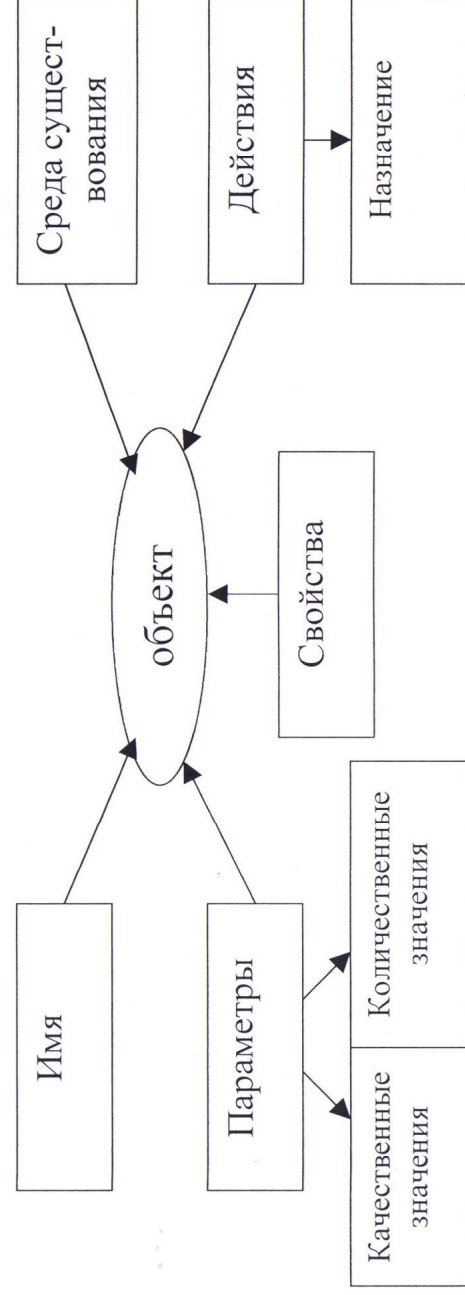 Имя
Среда сущест-
вования
объект
Параметры
Действия
Свойства
Качественные
значения
Количественные
значения
Назначение